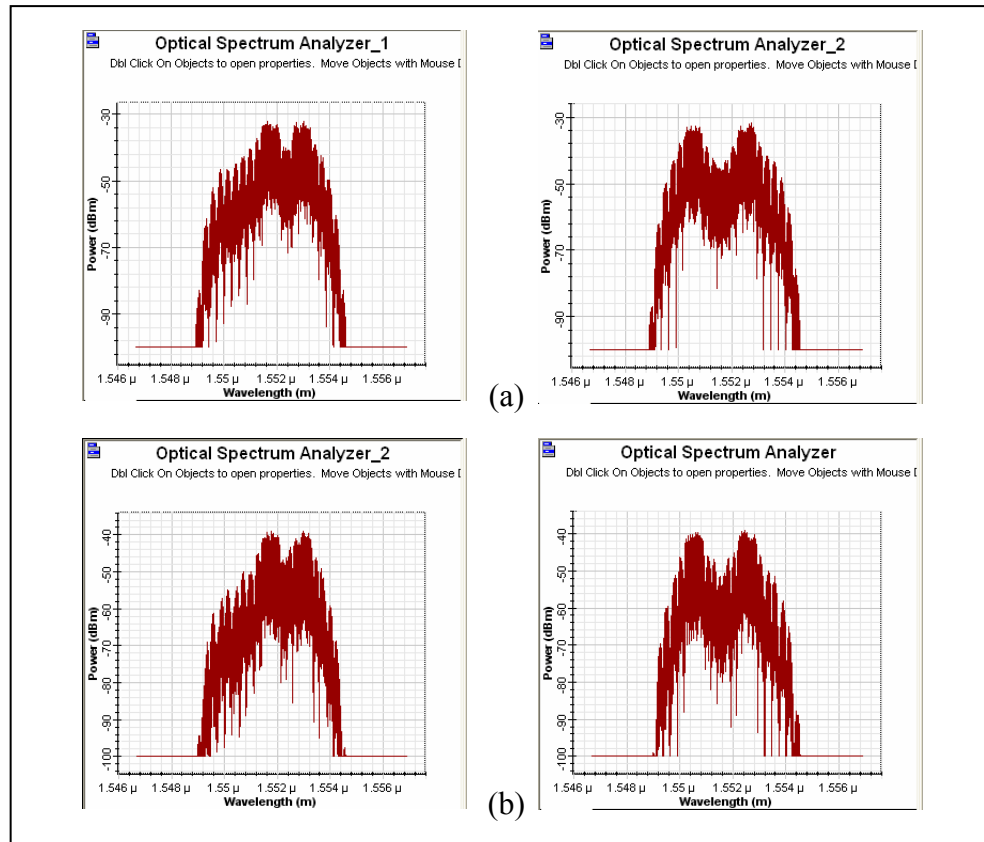 Optical Spectrum Analyzer_1
Dbl Click On Objects to open properties. Move Objects with Mouse D
Power (dBm)
-30
-50
-70
-90
1.546 µ 1.548 µ 1.55 µ 1.552 µ 1.554 µ 1.556 µ
Wavelength (m)
Optical Spectrum Analyzer_2
Dbl Click On Objects to open properties. Move Objects with Mouse D
Power (dBm)
-30
-50
-70
-90
1.546 µ 1.548 µ 1.55 µ 1.552 µ 1.554 µ 1.556 µ
Wavelength (m)
(a)
Optical Spectrum Analyzer_2
Dbl Click On Objects to open properties. Move Objects with Mouse D
Power (dBm)
-40
-50
-60
-70
-80
-90
-100
1.546 µ 1.548 µ 1.55 µ 1.552 µ 1.554 µ 1.556 µ
Wavelength (m)
Optical Spectrum Analyzer
Dbl Click On Objects to open properties. Move Objects with Mouse D
Power (dBm)
-40
-50
-60
-70
-80
-90
-100
1.546 µ 1.548 µ 1.55 µ 1.552 µ 1.554 µ 1.556 µ
Wavelength (m)
(b)